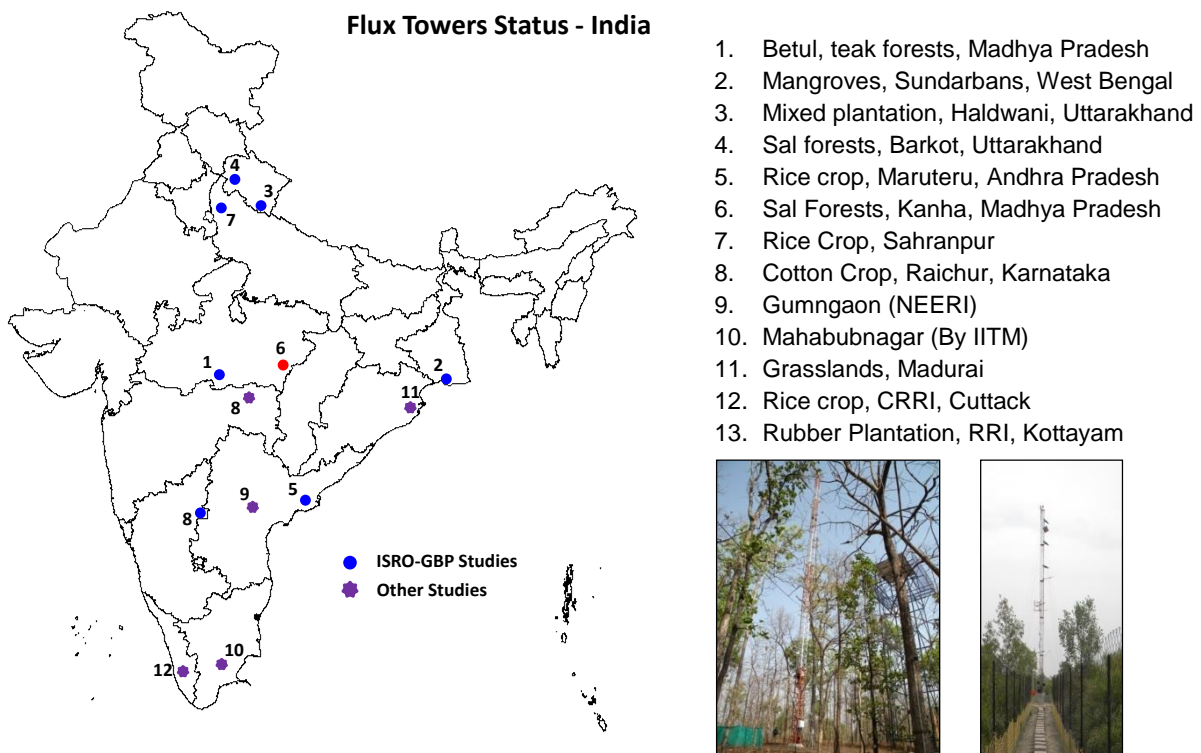 Flux Towers Status - India
4
3
7
1
6
2
8
11
9
5
8
10
12
ISRO-GBP Studies
Other Studies
1. Betul, teak forests, Madhya Pradesh
2. Mangroves, Sundarbans, West Bengal
3. Mixed plantation, Haldwani, Uttarakhand
4. Sal forests, Barkot, Uttarakhand
5. Rice crop, Maruteru, Andhra Pradesh
6. Sal Forests, Kanha, Madhya Pradesh
7. Rice Crop, Sahranpur
8. Cotton Crop, Raichur, Karnataka
9. Gumngaon (NEERI)
10. Mahabubnagar (By IITM)
11. Grasslands, Madurai
12. Rice crop, CRRI, Cuttack
13. Rubber Plantation, RRI, Kottayam